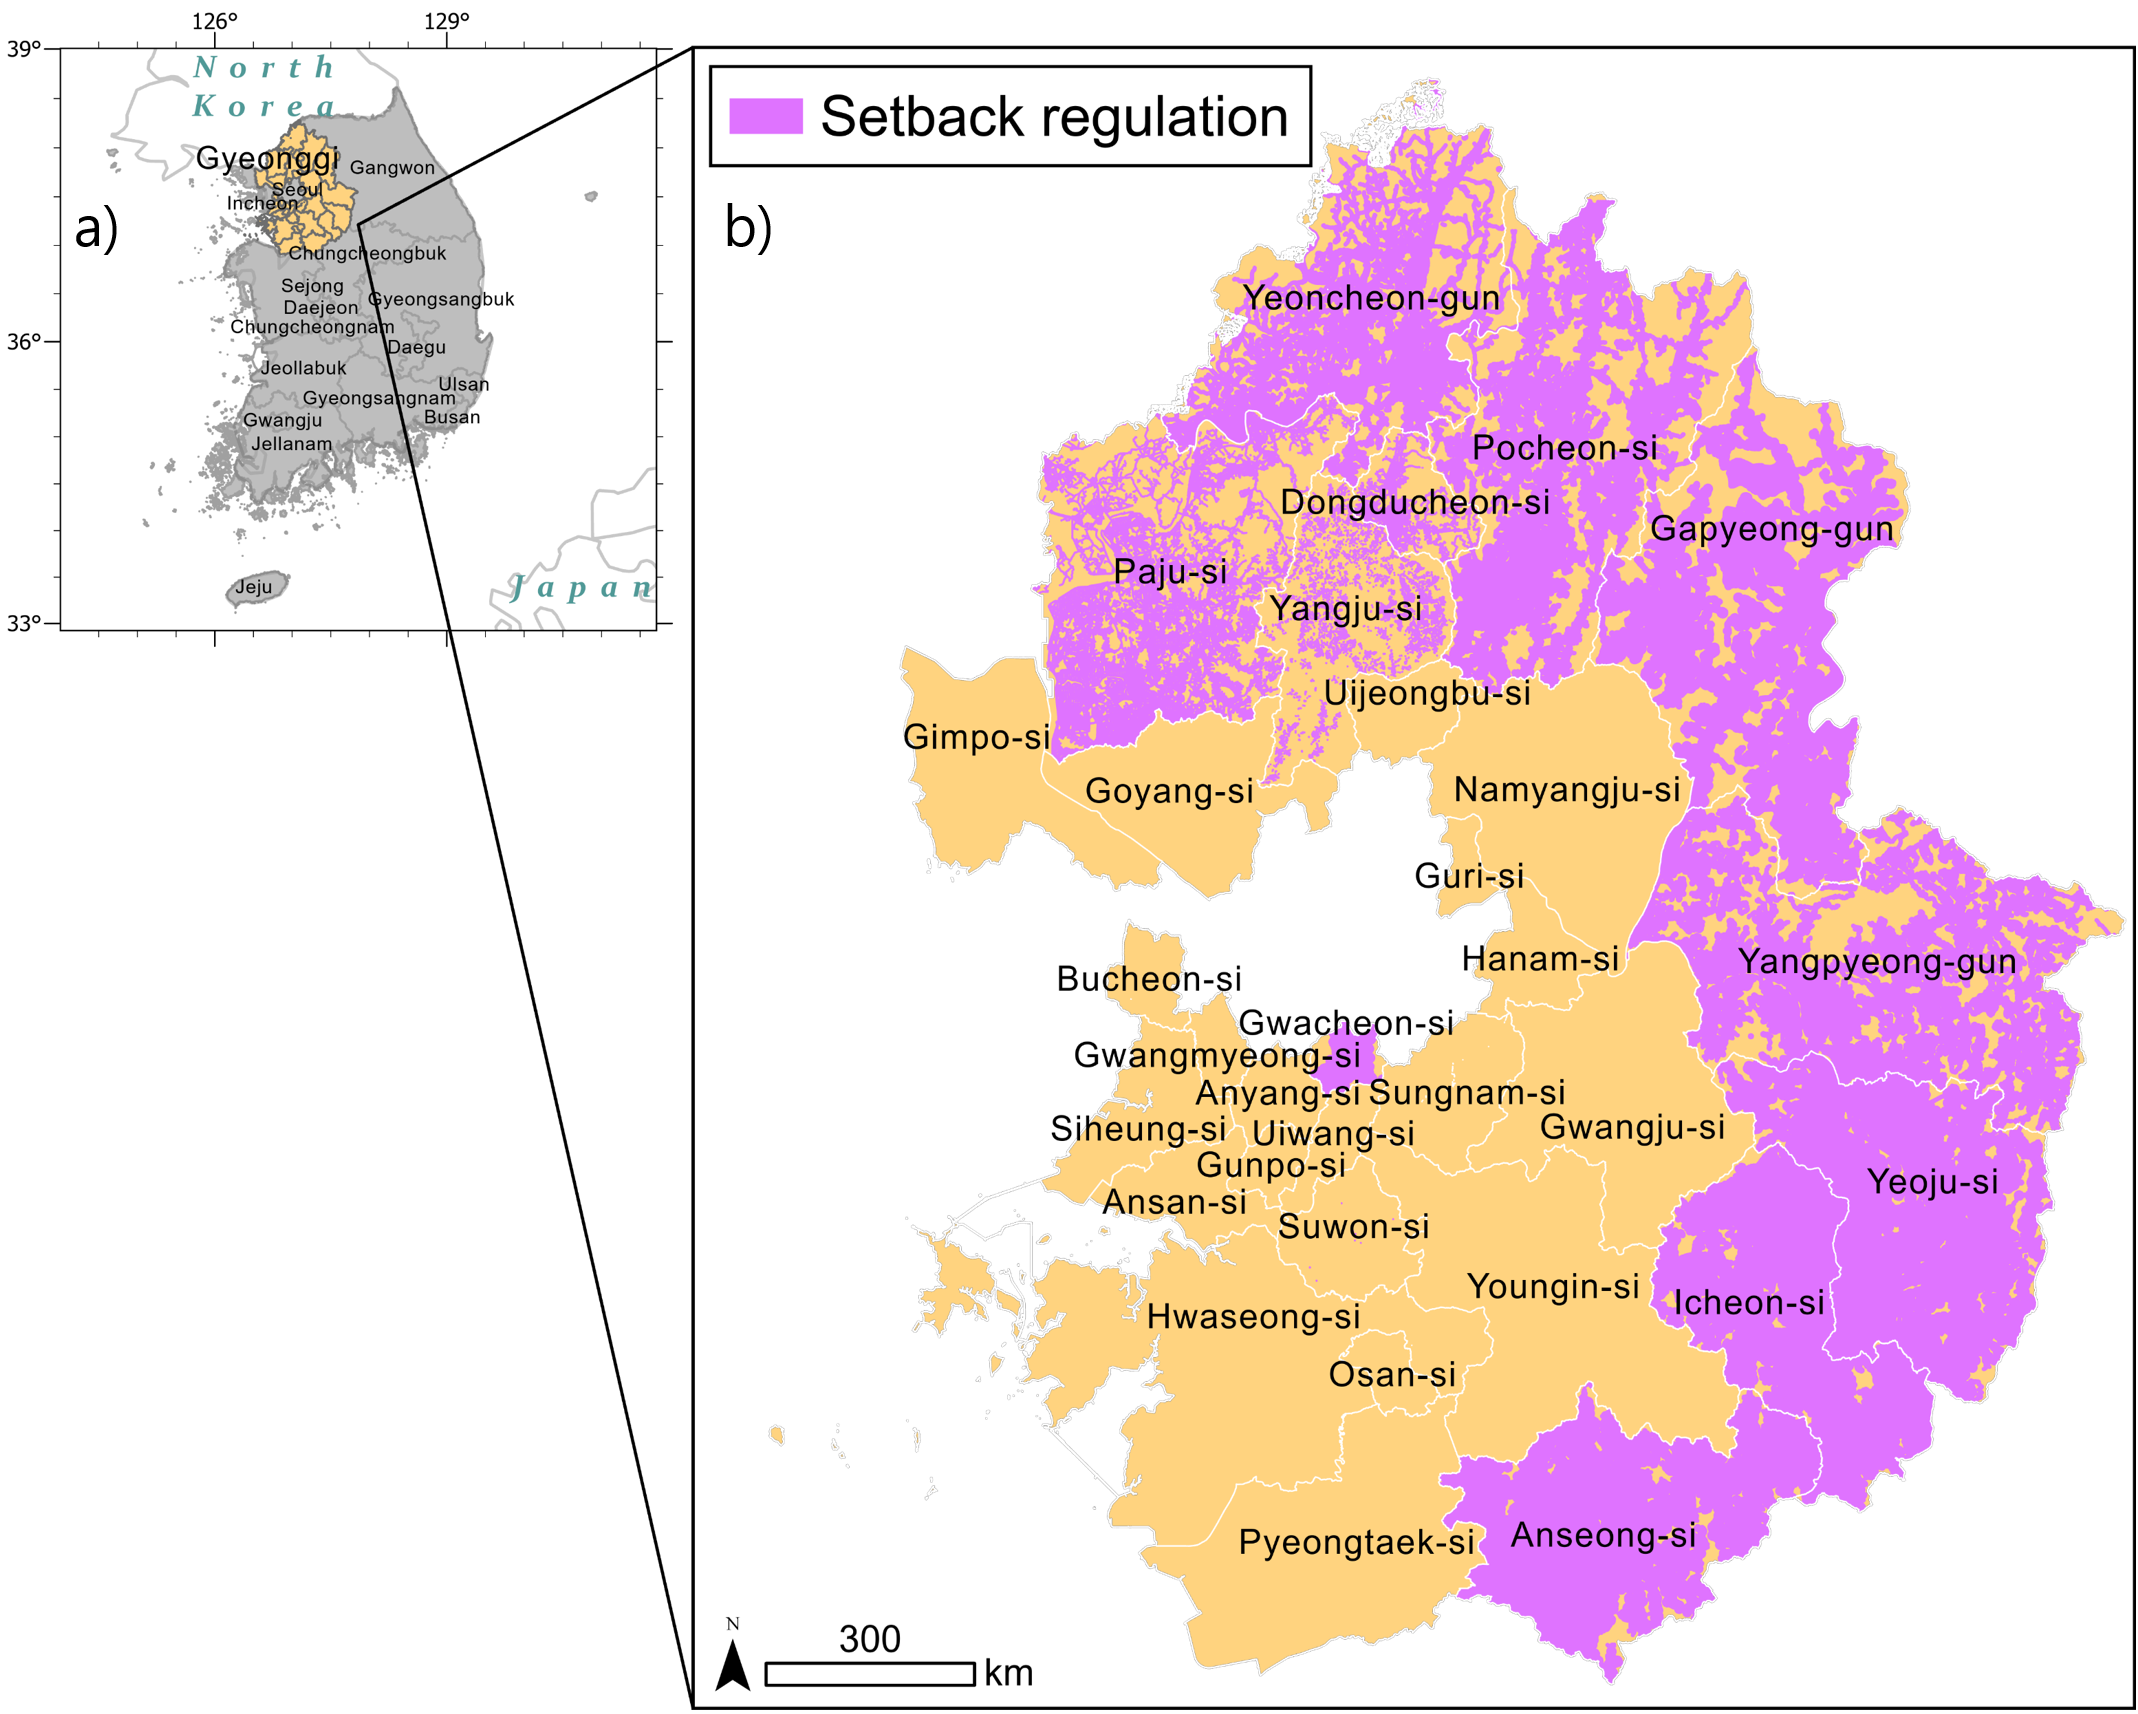 126°
129°
39°
36°
33°
North
Korea
Gyeonggi
Gangwon
Seoul
Incheon
a)
Chungcheongbuk
Sejong
Gyeongsangbuk
Daejeon
Chungcheongnam
Daegu
Jeollabuk
Ulsan
Gyeongsangnam
Gwangju
Busan
Jellanam
Jeju
Japan
Setback regulation
b)
Yeoncheon-gun
Pocheon-si
Dongducheon-si
Gapyeong-gun
Paju-si
Yangju-si
Uijeongbu-si
Gimpo-si
Goyang-si
Namyangju-si
Guri-si
Hanam-si
Yangpyeong-gun
Bucheon-si
Gwacheon-si
Gwangmyeong-si
Anyang-si
Sungnam-si
Siheung-si
Uiwang-si
Gwangju-si
Gunpo-si
Yeoju-si
Ansan-si
Suwon-si
Youngin-si
Icheon-si
Hwaseong-si
Osan-si
Pyeongtaek-si
Anseong-si
N
300
km